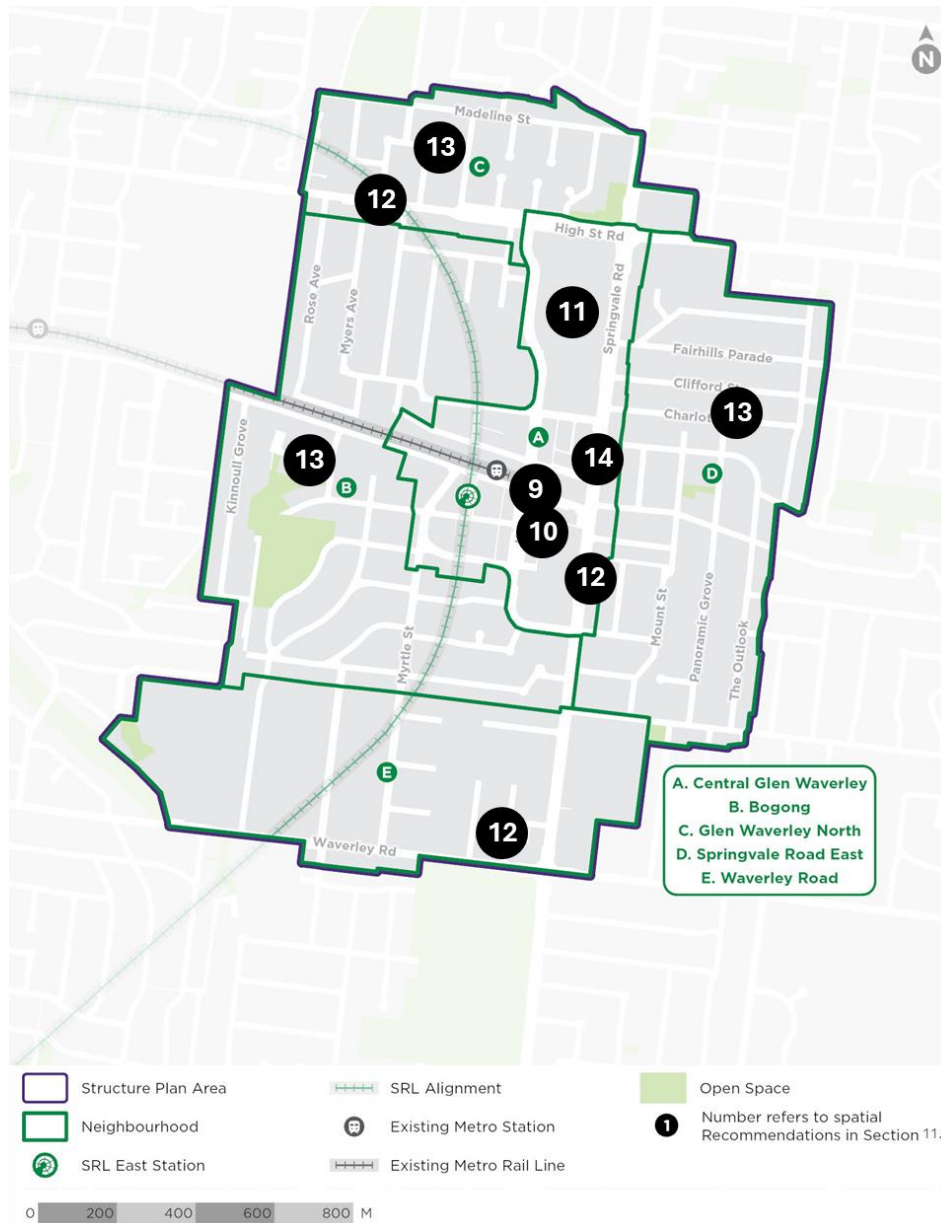 N
Madeline St
13
C
12
High St Rd
Rose Ave
Myers Ave
11
Springvale Rd
Fairhills Parade
Clifford
Charlot
13
A
Kinnoull Grove
13
B
14
D
9
10
12
Mount St
Panoramic Grove
The Outlook
Myrtle St
E
12
Waverley Rd
A. Central Glen Waverley
B. Bogong
C. Glen Waverley North
D. Springvale Road East
E. Waverley Road
Structure Plan Area
SRL Alignment
Open Space
Neighbourhood
Existing Metro Station
1
Number refers to spatial
Recommendations in Section 11.
SRL East Station
Existing Metro Rail Line
0 200 400 600 800 M